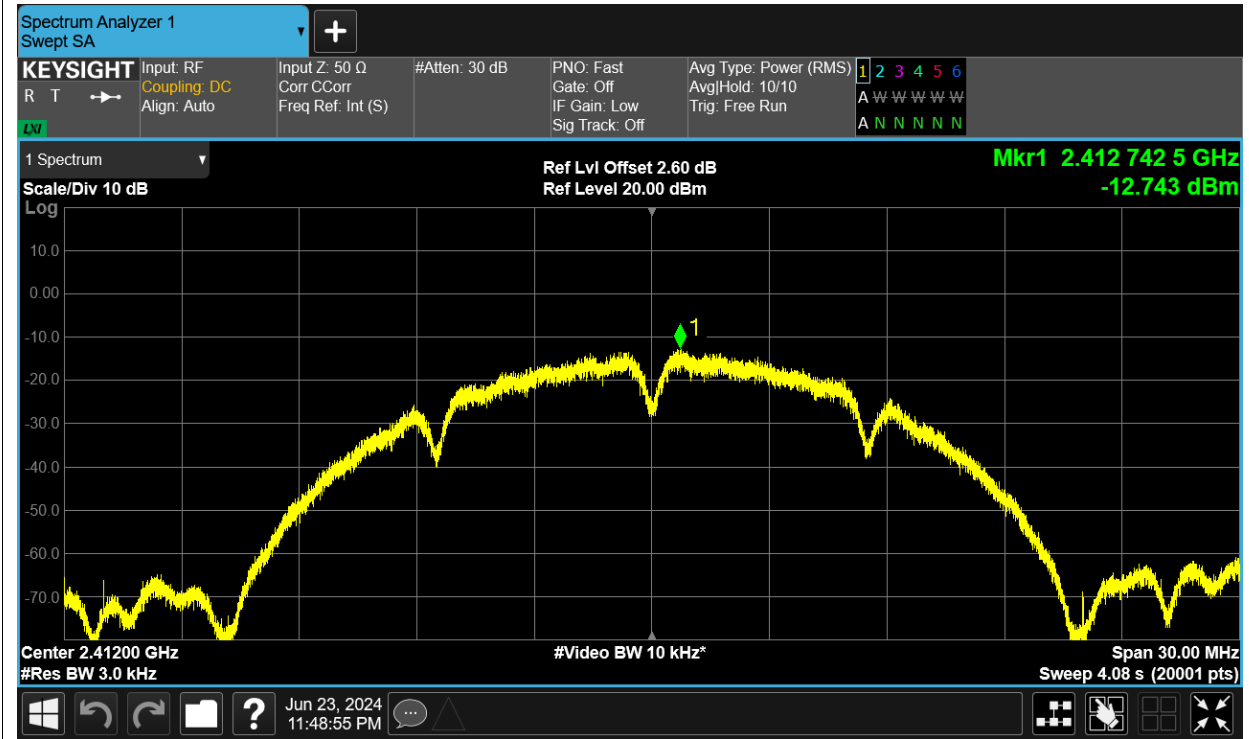 Spectrum Analyzer 1
Swept SA
KEYSIGHT
R T
LXI
Input: RF
Coupling: DC
Align: Auto
Input Z: 50 Ω
Corr CCorr
Freq Ref: Int (S)
#Atten: 30 dB
PNO: Fast
Gate: Off
IF Gain: Low
Sig Track: Off
Avg Type: Power (RMS)
Avg|Hold: 10/10
Trig: Free Run
1 2 3 4 5 6
A W W W W W
A N N N N N
1 Spectrum
Scale/Div 10 dB
Log
Ref Lvl Offset 2.60 dB
Ref Level 20.00 dBm
Mkr1 2.412 742 5 GHz
-12.743 dBm
10.0
0.00
-10.0
-20.0
-30.0
-40.0
-50.0
-60.0
-70.0
1
Center 2.41200 GHz
#Res BW 3.0 kHz
#Video BW 10 kHz*
Span 30.00 MHz
Sweep 4.08 s (20001 pts)
?
Jun 23, 2024
11:48:55 PM